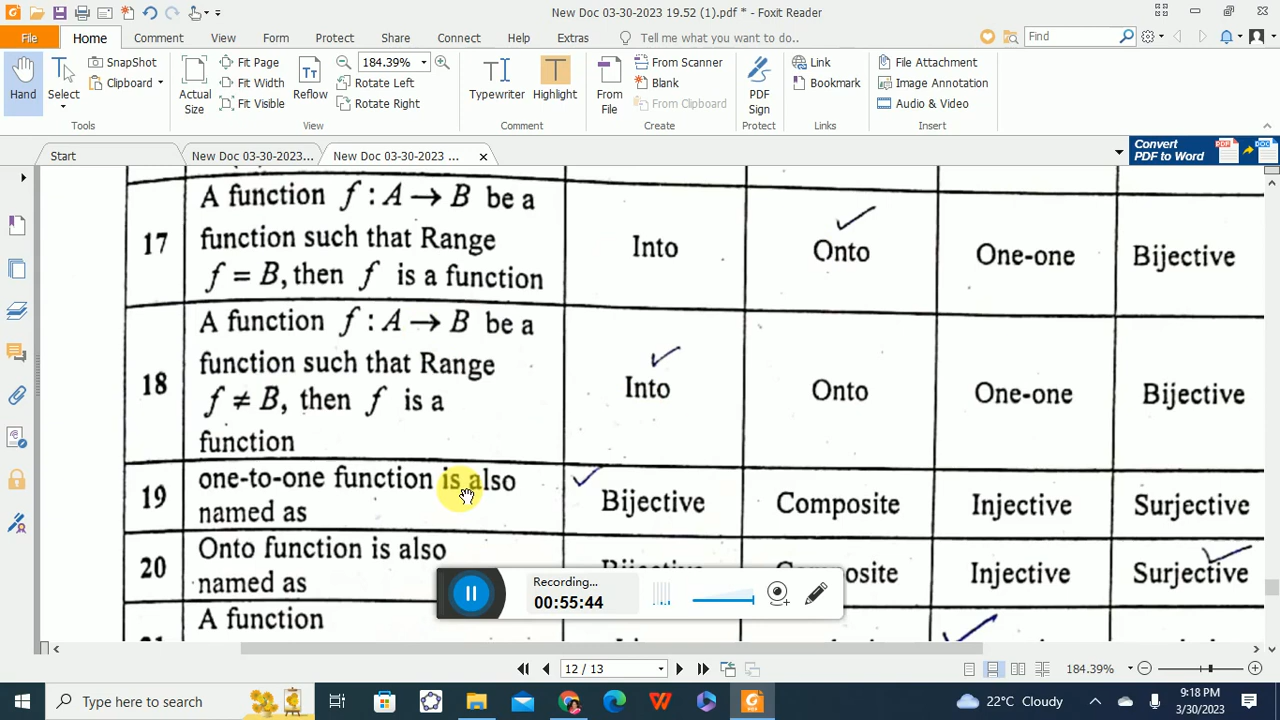 New Doc 03-30-2023 19.52 (1).pdf * - Foxit Reader
File Home Comment View Form Protect Share Connect Help Extras Tell me what you want to do.. Find
Hand
Select
SnapShot
Clipboard
Tools
Actual Size
Fit Page
Fit Width
Fit Visible
Reflow
184.39%
Rotate Left
Rotate Right
View
Typewriter
Highlight
Comment
From File
From Scanner
Blank
From Clipboard
Create
PDF Sign
Protect
Link
Bookmark
Links
File Attachment
Image Annotation
Audio & Video
Insert
Start New Doc 03-30-2023... New Doc 03-30-2023 ...
Convert
PDF to Word
17 A function f : A → B be a
function such that Range
f = B, then f is a function
Into Onto One-one Bijective
18 A function f : A → B be a
function such that Range
f ≠ B, then f is a
function
Into Onto One-one Bijective
19 one-to-one function is also
named as
Bijective Composite Injective Surjective
20 Onto function is also
named as
Injective Surjective
A function
Recording...
00:55:44
12 / 13
184.39%
Type here to search
22°C Cloudy
9:18 PM
3/30/2023